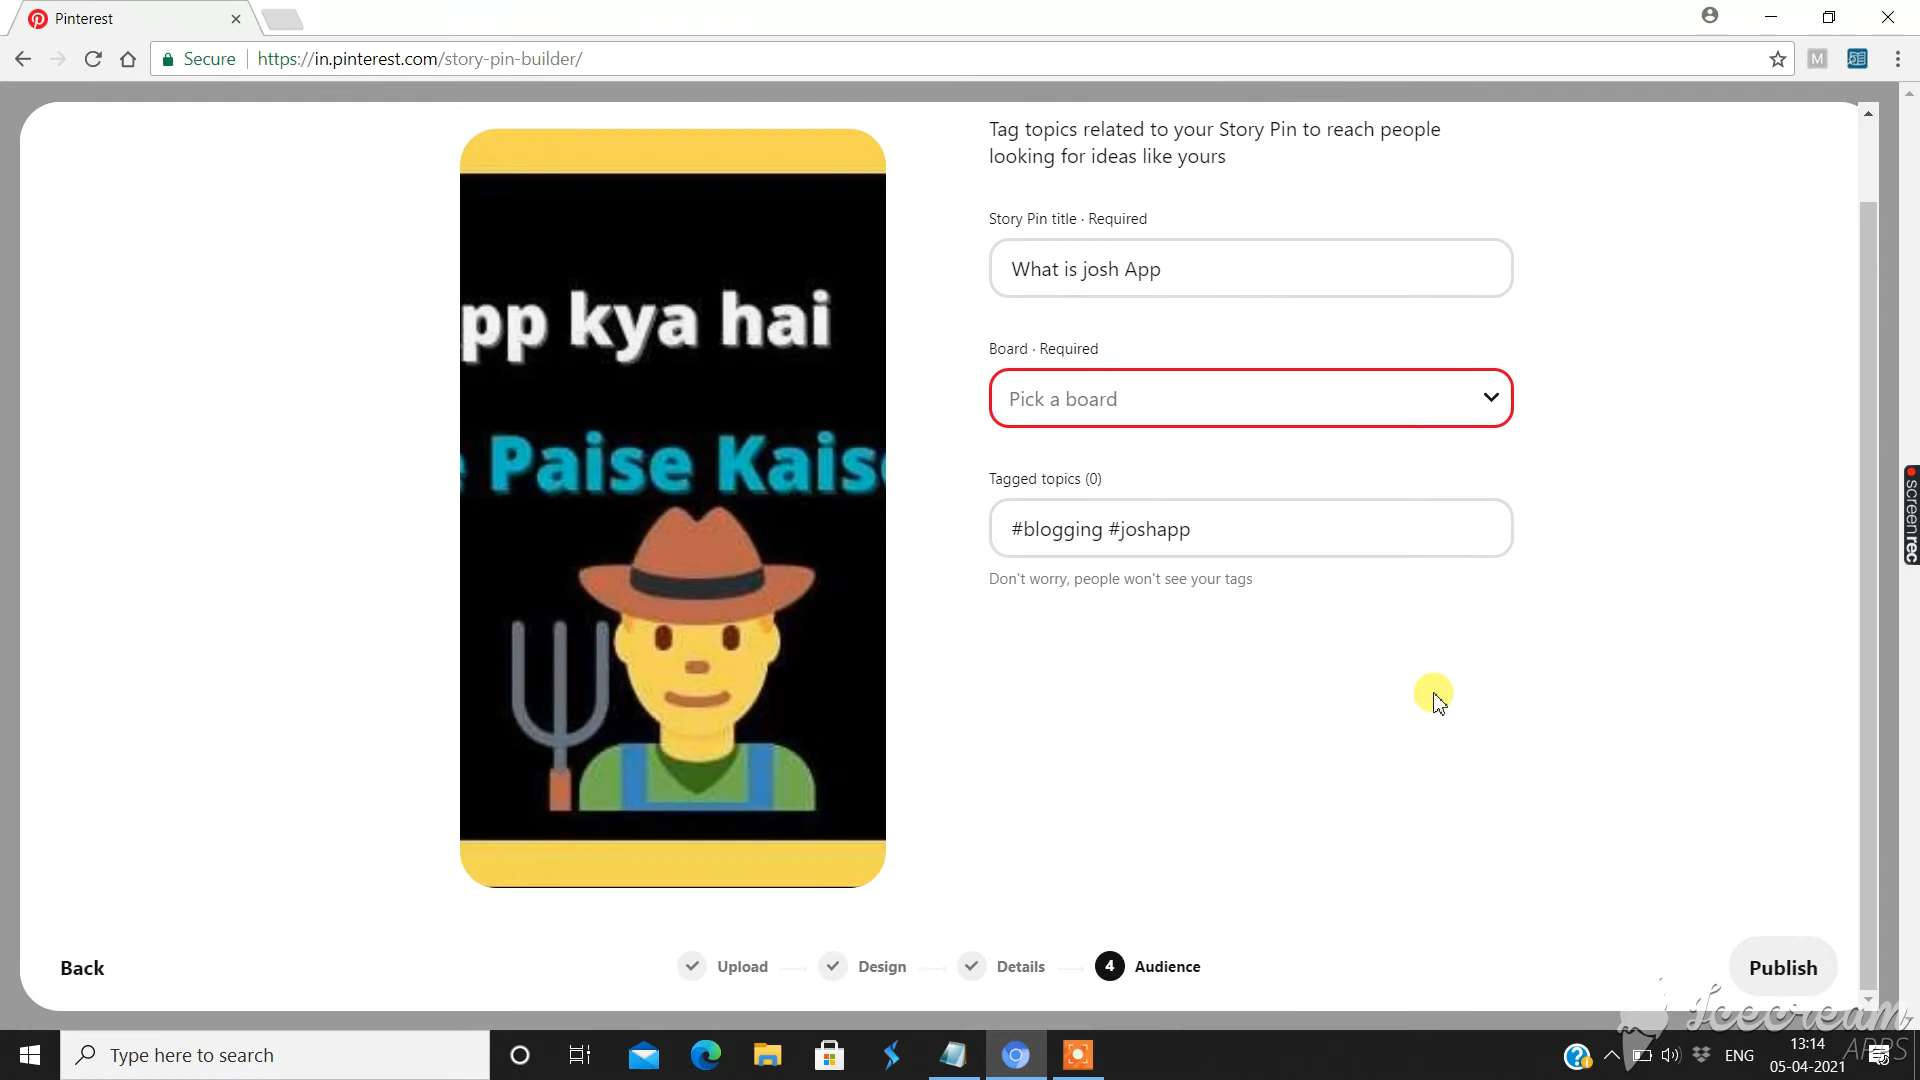 Pinterest
Secure
https://in.pinterest.com/story-pin-builder/
M
Tag topics related to your Story Pin to reach people
looking for ideas like yours
Story Pin title · Required
What is josh App
Board · Required
Pick a board
Tagged topics (0)
#blogging #joshapp
Don't worry, people won't see your tags
pp kya hai
e Paise Kaise
screenrec
Back
Upload
Design
Details
4
Audience
Publish
Icecream
APPS
Type here to search
ENG
13:14
05-04-2021